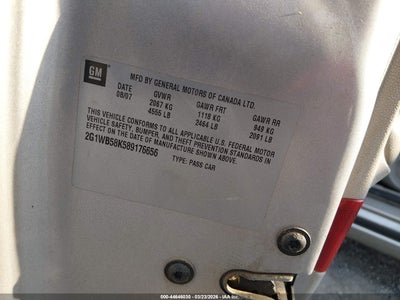 GM
MFD BY GENERAL MOTORS OF CANADA LTD.
DATE GVWR GAWR FRT GAWR RR
08/07 2067 KG 1118 KG 949 KG
4555 LB 2464 LB 2091 LB
THIS VEHICLE CONFORMS TO ALL APPLICABLE U.S. FEDERAL MOTOR
VEHICLE SAFETY, BUMPER, AND THEFT PREVENTION STANDARDS IN
EFFECT ON THE DATE OF MANUFACTURE SHOWN ABOVE.
2G1WB58K589176656
TYPE: PASS CAR
000-44646030 - 03/23/2026 - IAA Inc.